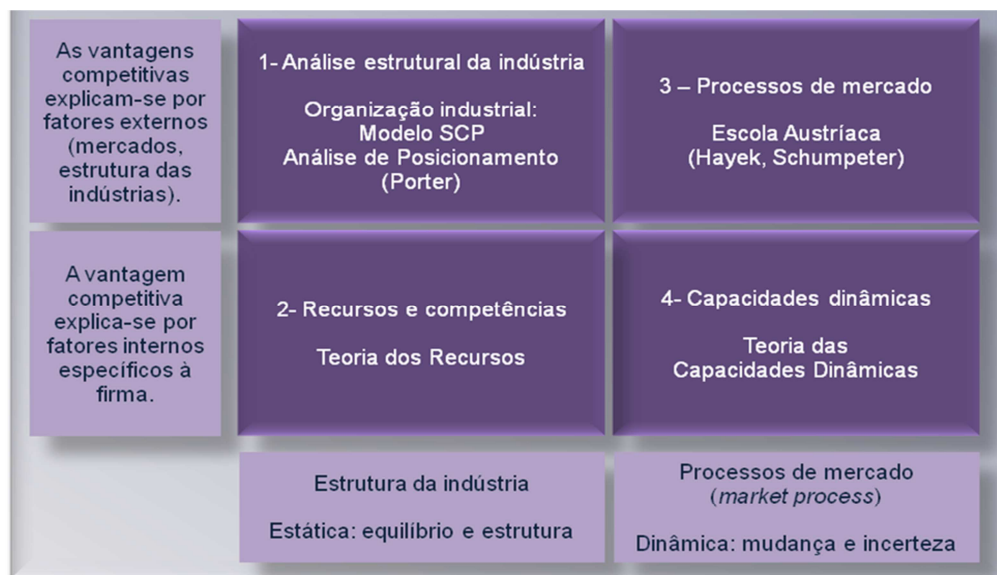 As vantagens
competitivas
explicam-se por
fatores externos
(mercados,
estrutura das
indústrias).
1- Análise estrutural da indústria
Organização industrial:
Modelo SCP
Análise de Posicionamento
(Porter)
3 – Processos de mercado
Escola Austríaca
(Hayek, Schumpeter)
A vantagem
competitiva
explica-se por
fatores internos
específicos à
firma.
2- Recursos e competências
Teoria dos Recursos
4- Capacidades dinâmicas
Teoria das
Capacidades Dinâmicas
Estrutura da indústria
Estática: equilíbrio e estrutura
Processos de mercado
(market process)
Dinâmica: mudança e incerteza